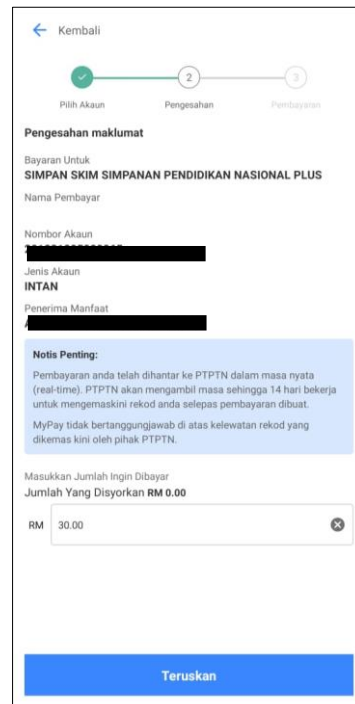 Kembali
2
3
Pilih Akaun
Pengesahan
Pembayaran
Pengesahan maklumat
Bayaran Untuk
SIMPAN SKIM SIMPANAN PENDIDIKAN NASIONAL PLUS
Nama Pembayar
Nombor Akaun
Jenis Akaun
INTAN
Penerima Manfaat
Notis Penting:
Pembayaran anda telah dihantar ke PTPTN dalam masa nyata
(real-time). PTPTN akan mengambil masa sehingga 14 hari bekerja
untuk mengemaskini rekod anda selepas pembayaran dibuat.
MyPay tidak bertanggungjawab di atas kelewatan rekod yang
dikemas kini oleh pihak PTPTN.
Masukkan Jumlah Ingin Dibayar
Jumlah Yang Disyorkan RM 0.00
RM 30.00
Teruskan